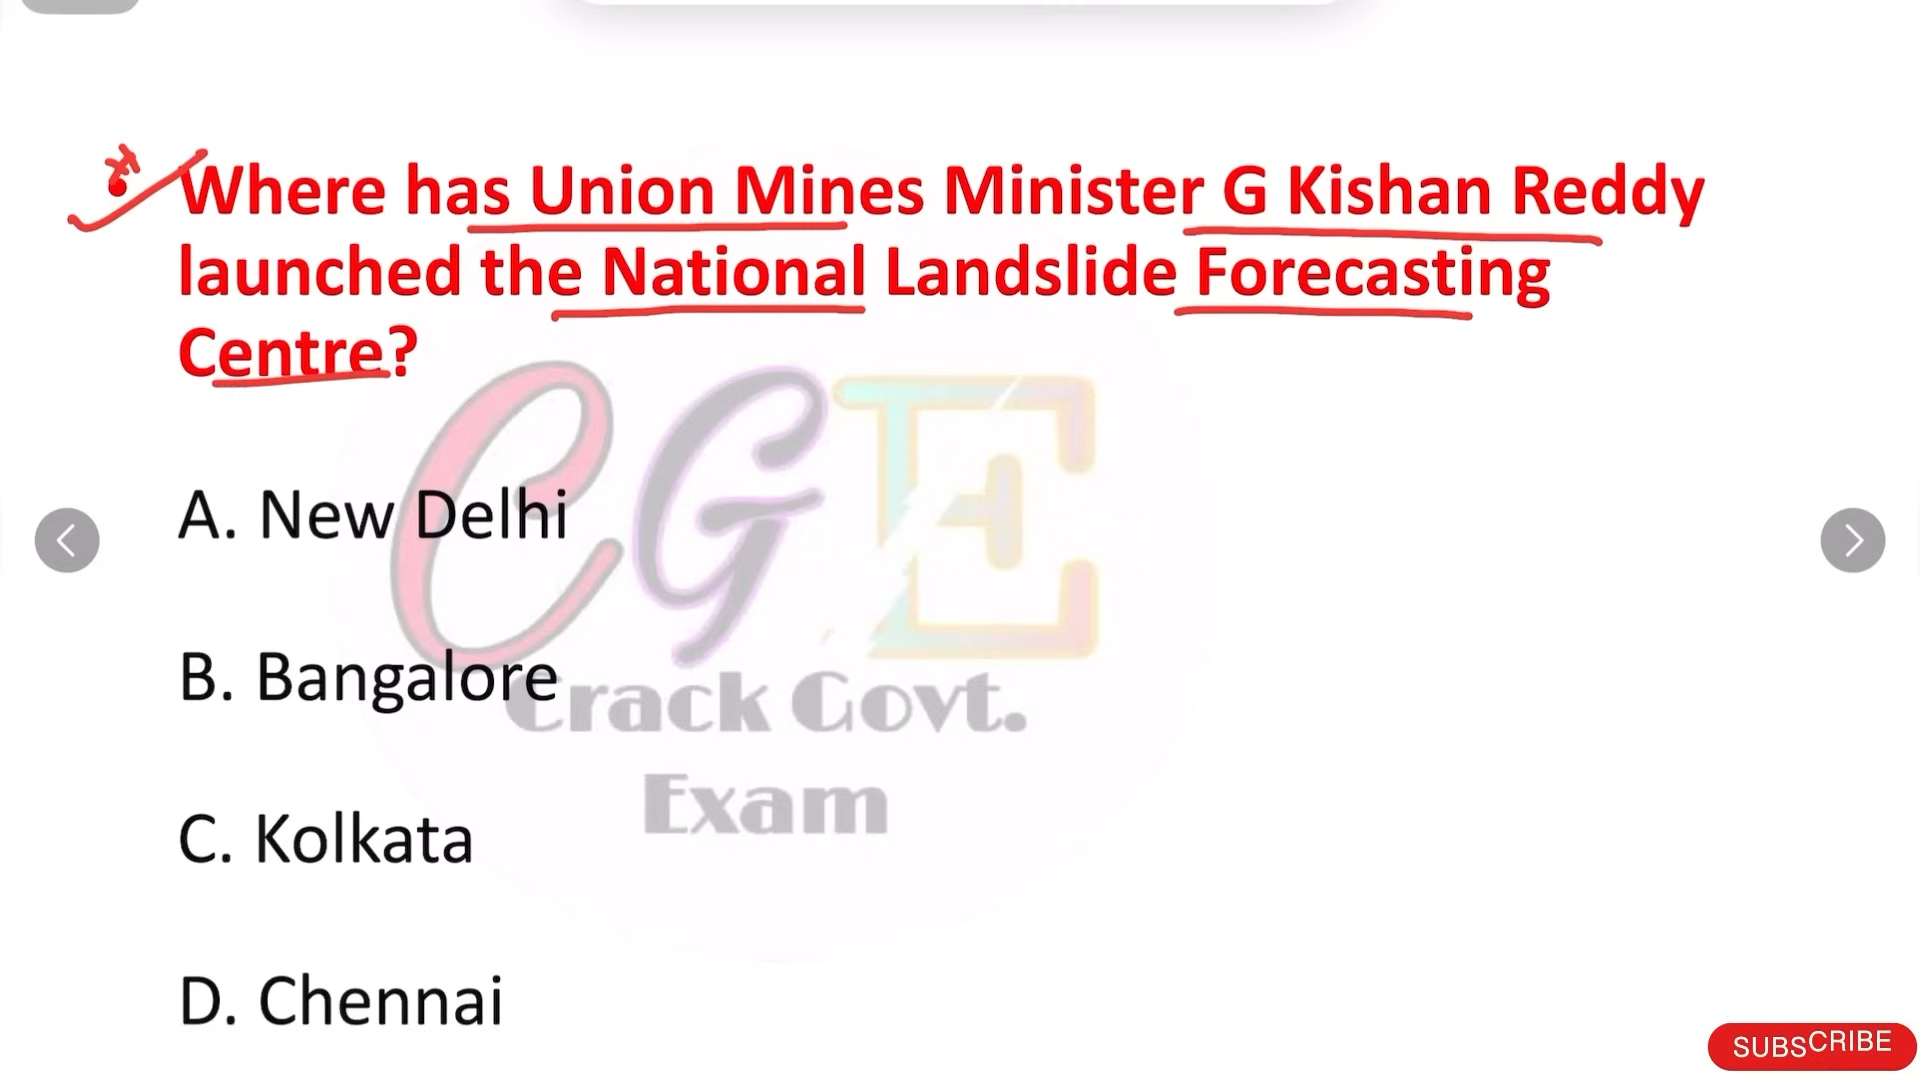 Where has Union Mines Minister G Kishan Reddy
launched the National Landslide Forecasting
Centre?
A. New Delhi
B. Bangalore
C. Kolkata
D. Chennai
CGE
Crack Govt.
Exam
SUBSCRIBE